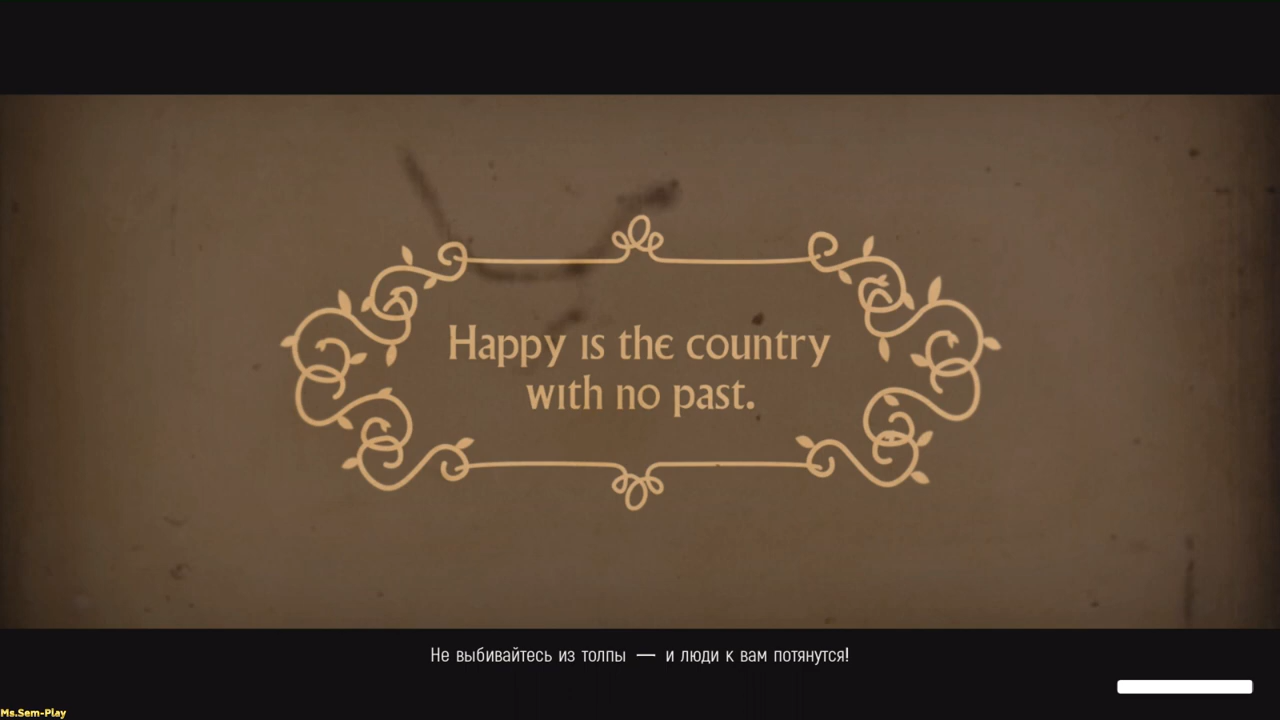 Happy is the country
with no past.
Не выбивайтесь из толпы — и люди к вам потянутся!
Ms.Sem-Play